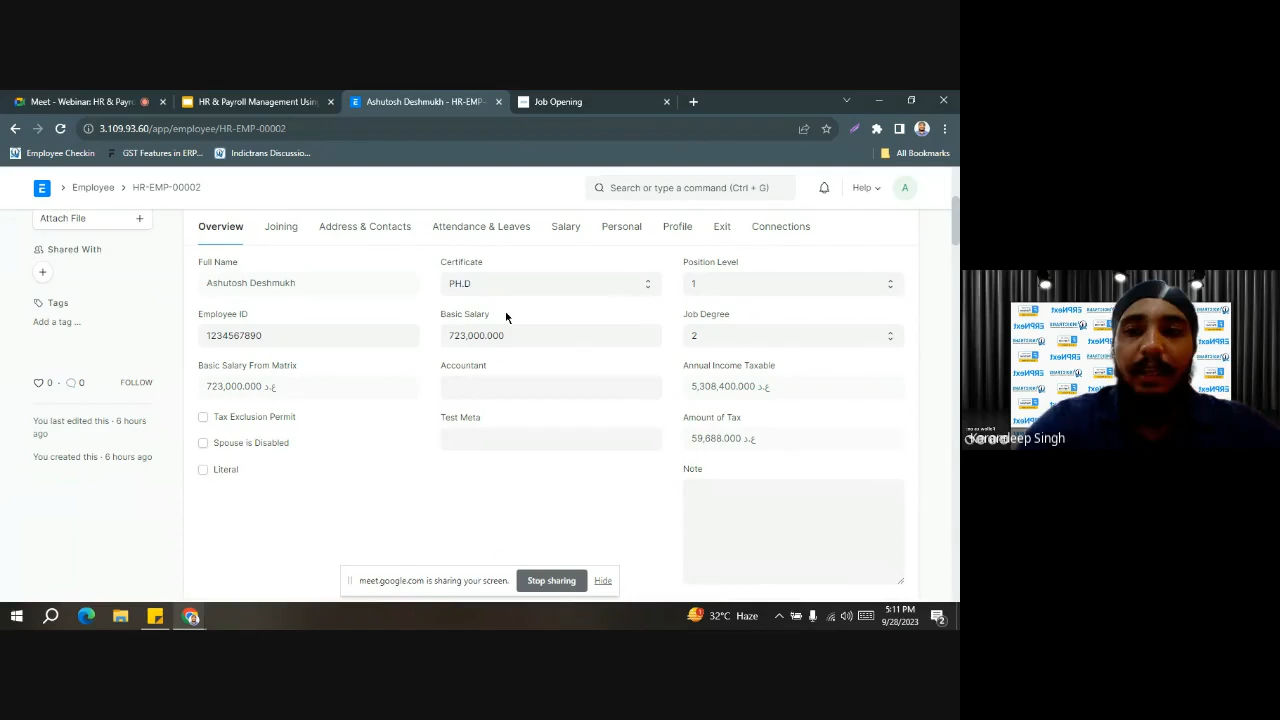 Meet - Webinar: HR & Payro
HR & Payroll Management Using
Ashutosh Deshmukh - HR-EMP-
Job Opening
3.109.93.60/app/employee/HR-EMP-00002
Employee Checkin
GST Features in ERP...
Indictrans Discussio...
All Bookmarks
E
Employee
HR-EMP-00002
Search or type a command (Ctrl + G)
Help
A
Attach File
Overview
Joining
Address & Contacts
Attendance & Leaves
Salary
Personal
Profile
Exit
Connections
Shared With
Tags
Add a tag ...
0 · 0
FOLLOW
You last edited this · 6 hours
ago
You created this · 6 hours ago
Full Name
Ashutosh Deshmukh
Employee ID
1234567890
Basic Salary From Matrix
723,000.000 د.ع
Tax Exclusion Permit
Spouse is Disabled
Literal
Certificate
PH.D
Basic Salary
723,000.000
Accountant
Test Meta
Position Level
1
Job Degree
2
Annual Income Taxable
5,308,400.000 د.ع
Amount of Tax
59,688.000 د.ع
Note
meet.google.com is sharing your screen.
Stop sharing
Hide
32°C Haze
5:11 PM
9/28/2023
2
ERPNext
Karamdeep Singh